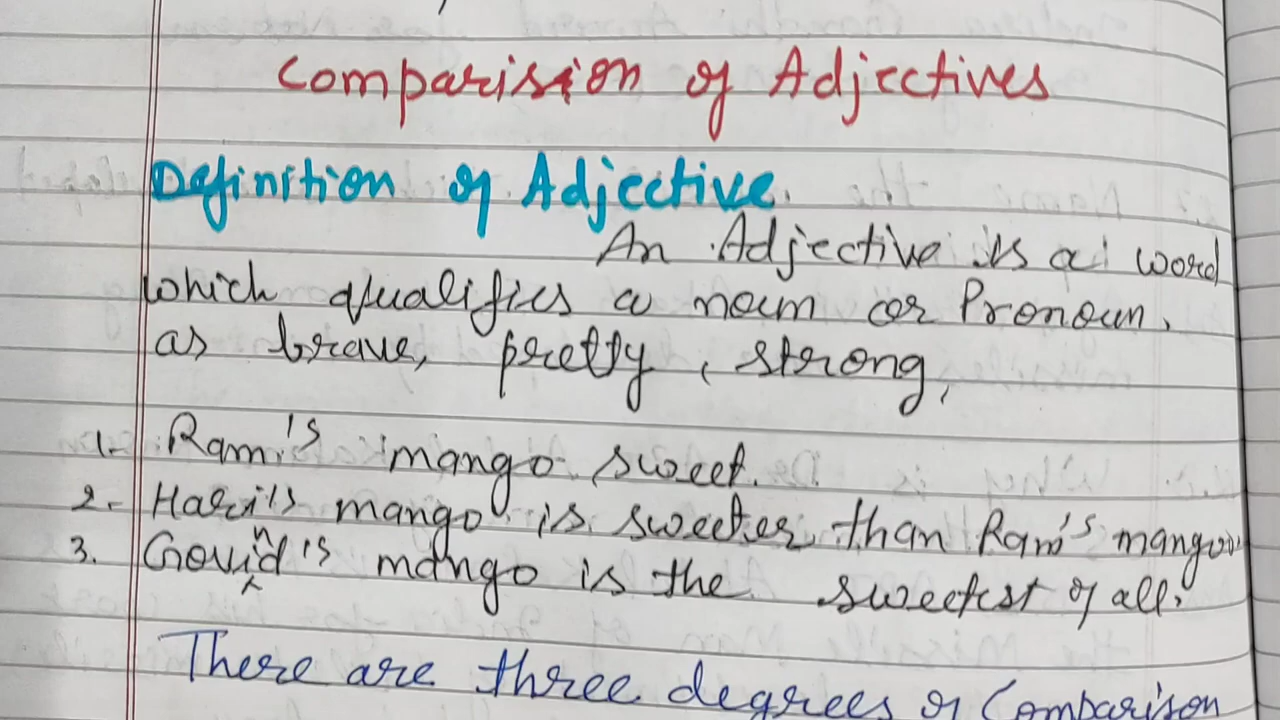 Comparision of Adjectives
Definition of Adjective.
An Adjective is a word
which qualifies a noun or Pronoun.
as brave, pretty, strong,
1. Ram's mango sweet.
2. Hari's mango is sweeter than Ram's mango
3. Govind's mango is the sweetest of all.
There are three degrees of Comparison